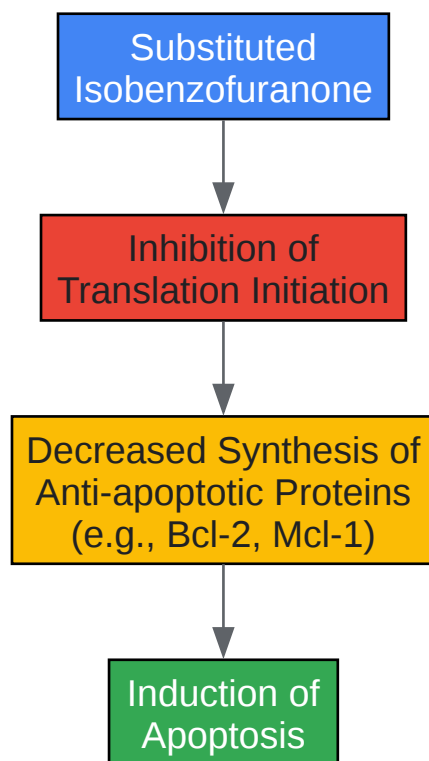 Substituted
Isobenzofuranone
Inhibition of
Translation Initiation
Decreased Synthesis of
Anti-apoptotic Proteins
(e.g., Bcl-2, Mcl-1)
Induction of
Apoptosis